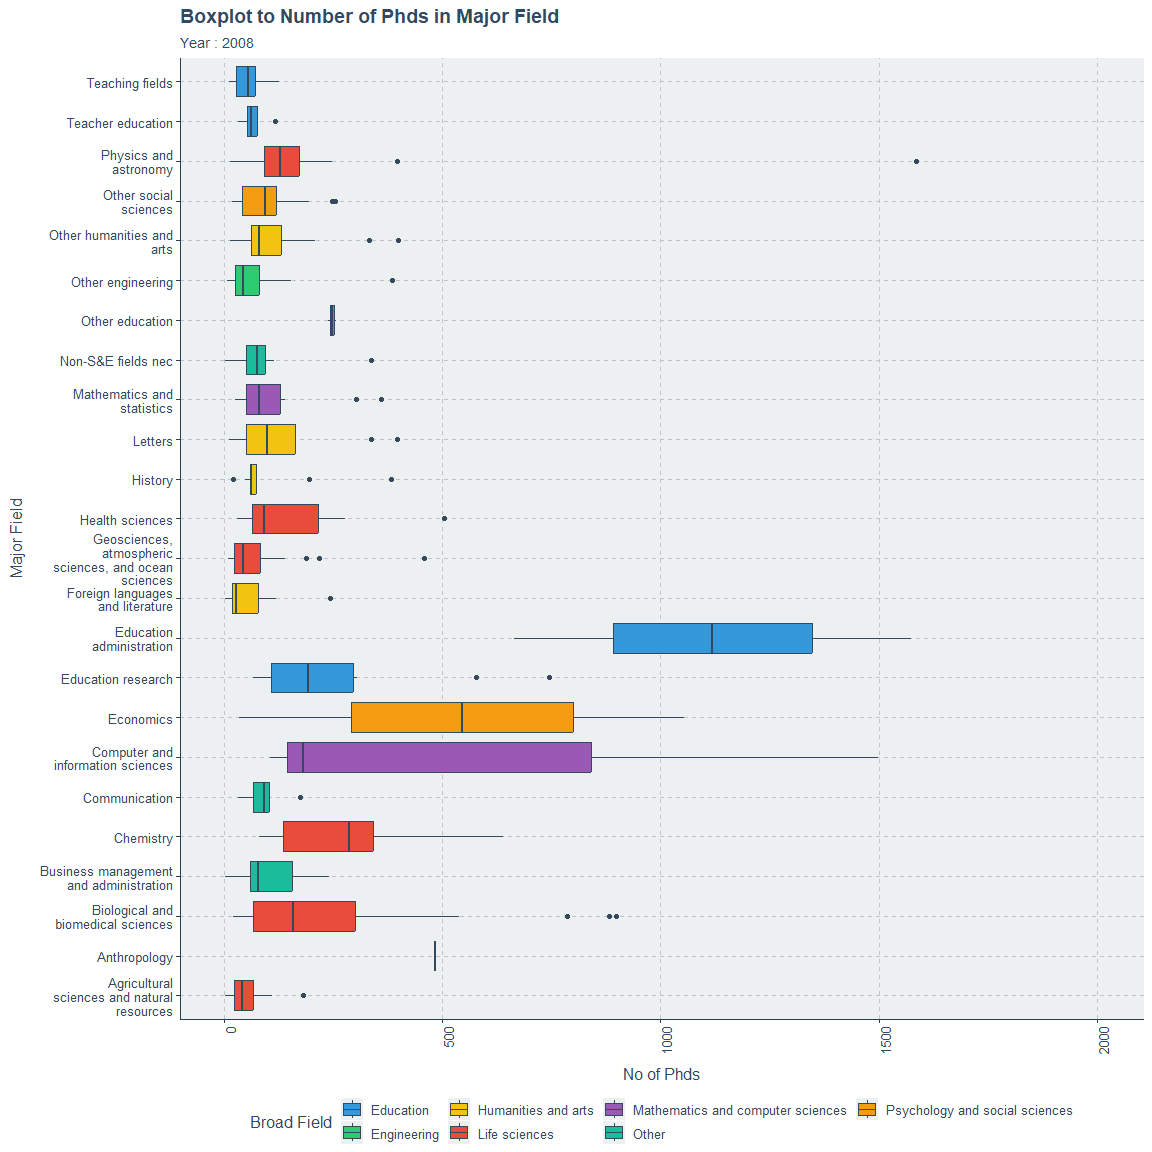 Boxplot to Number of Phds in Major Field
Year : 2008
Major Field
Teaching fields
Teacher education
Physics and
astronomy
Other social
sciences
Other humanities and
arts
Other engineering
Other education
Non-S&E fields nec
Mathematics and
statistics
Letters
History
Health sciences
Geosciences,
atmospheric
sciences, and ocean
sciences
Foreign languages
and literature
Education
administration
Education research
Economics
Computer and
information sciences
Communication
Chemistry
Business management
and administration
Biological and
biomedical sciences
Anthropology
Agricultural
sciences and natural
resources
0 500 1000 1500 2000
No of Phds
Broad Field
Education Humanities and arts Mathematics and computer sciences Psychology and social sciences
Engineering Life sciences Other